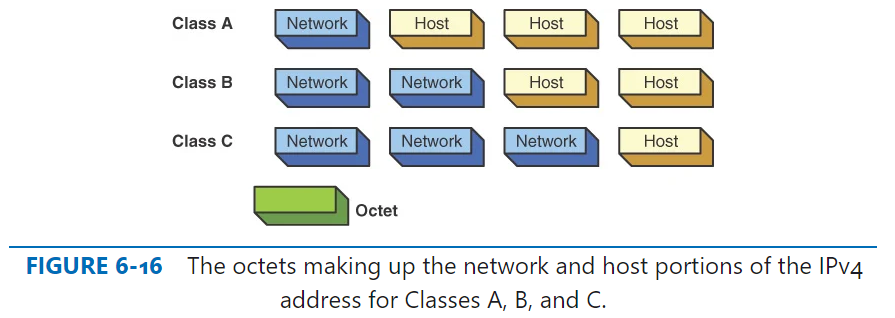 Class A Network Host Host Host
Class B Network Network Host Host
Class C Network Network Network Host
Octet
FIGURE 6-16 The octets making up the network and host portions of the IPv4
address for Classes A, B, and C.